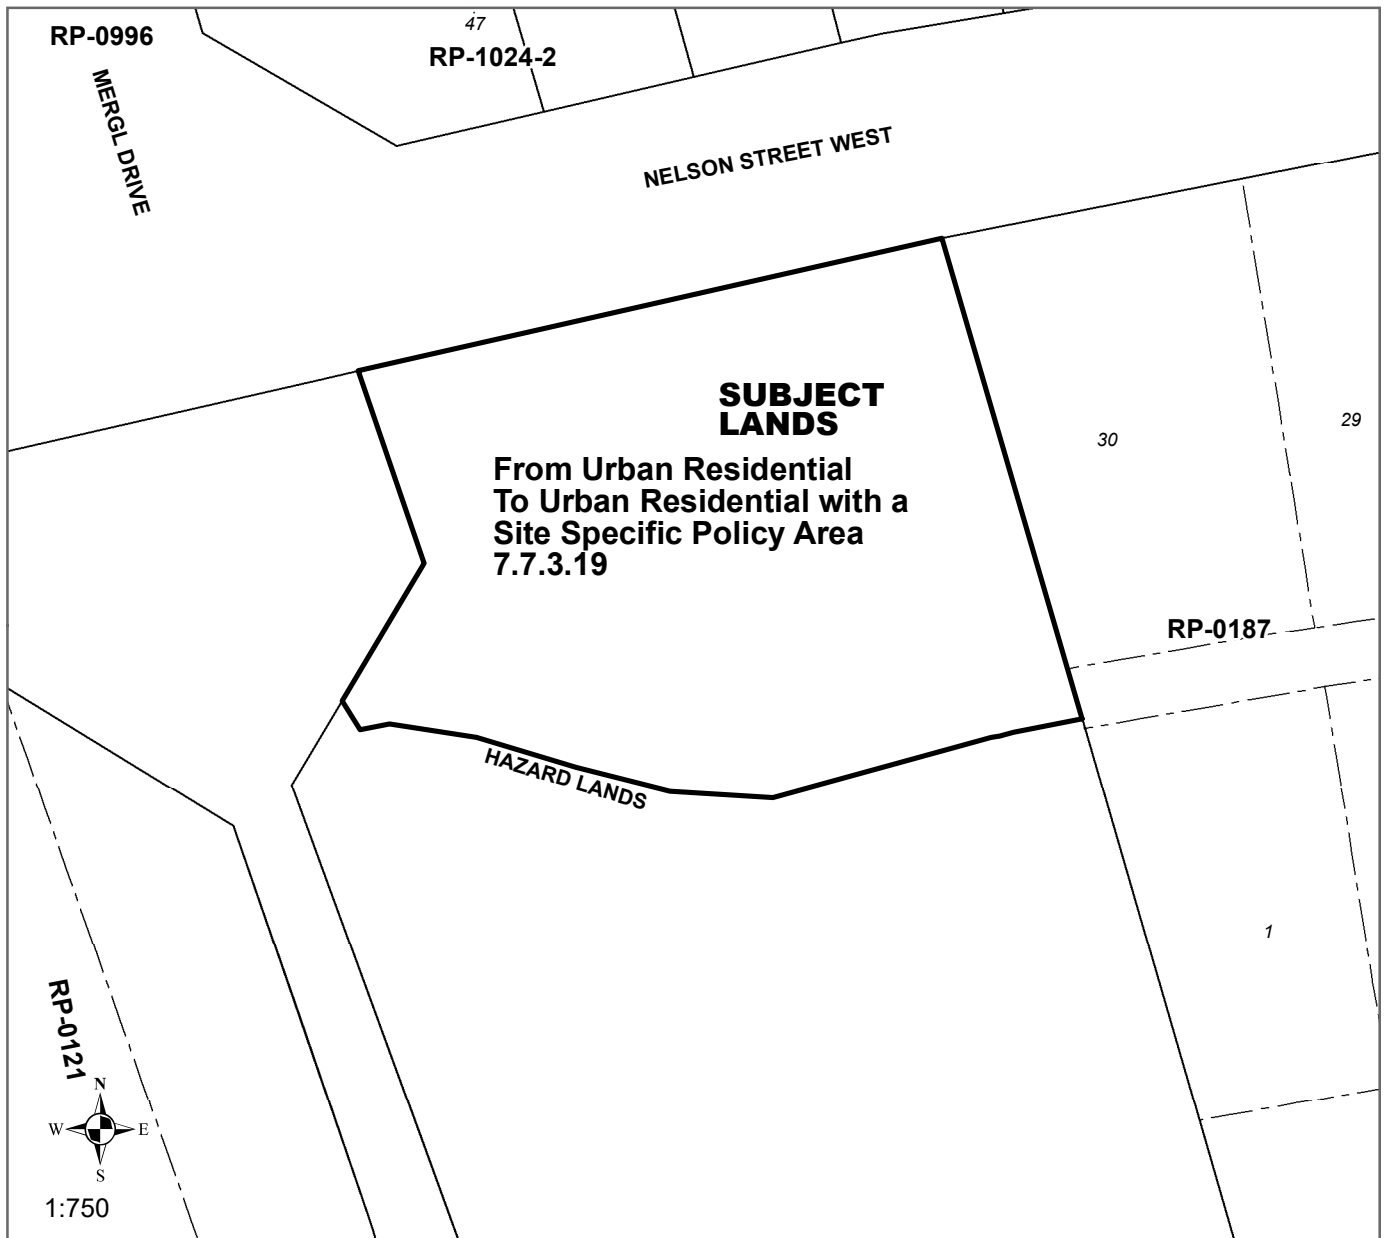 47
RP-0996
RP-1024-2
MERGL DRIVE
NELSON STREET WEST
SUBJECT
LANDS
From Urban Residential
To Urban Residential with a
Site Specific Policy Area
7.7.3.19
30
29
RP-0187
HAZARD LANDS
1
RP-0121
N
W
E
S
1:750